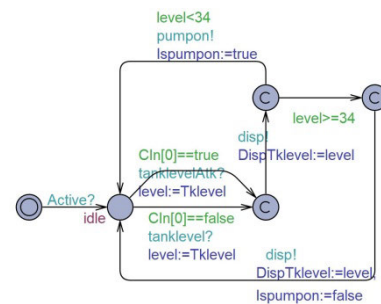 level<34
pumpon!
Ispumpon:=true
C
C
level>=34
disp!
DispTklevel:=level
CIn[0]==true
tanklevelAtk?
level:=Tklevel
C
Active?
idle
CIn[0]==false
tanklevel?
level:=Tklevel
disp!
DispTklevel:=level,
Ispumpon:=false